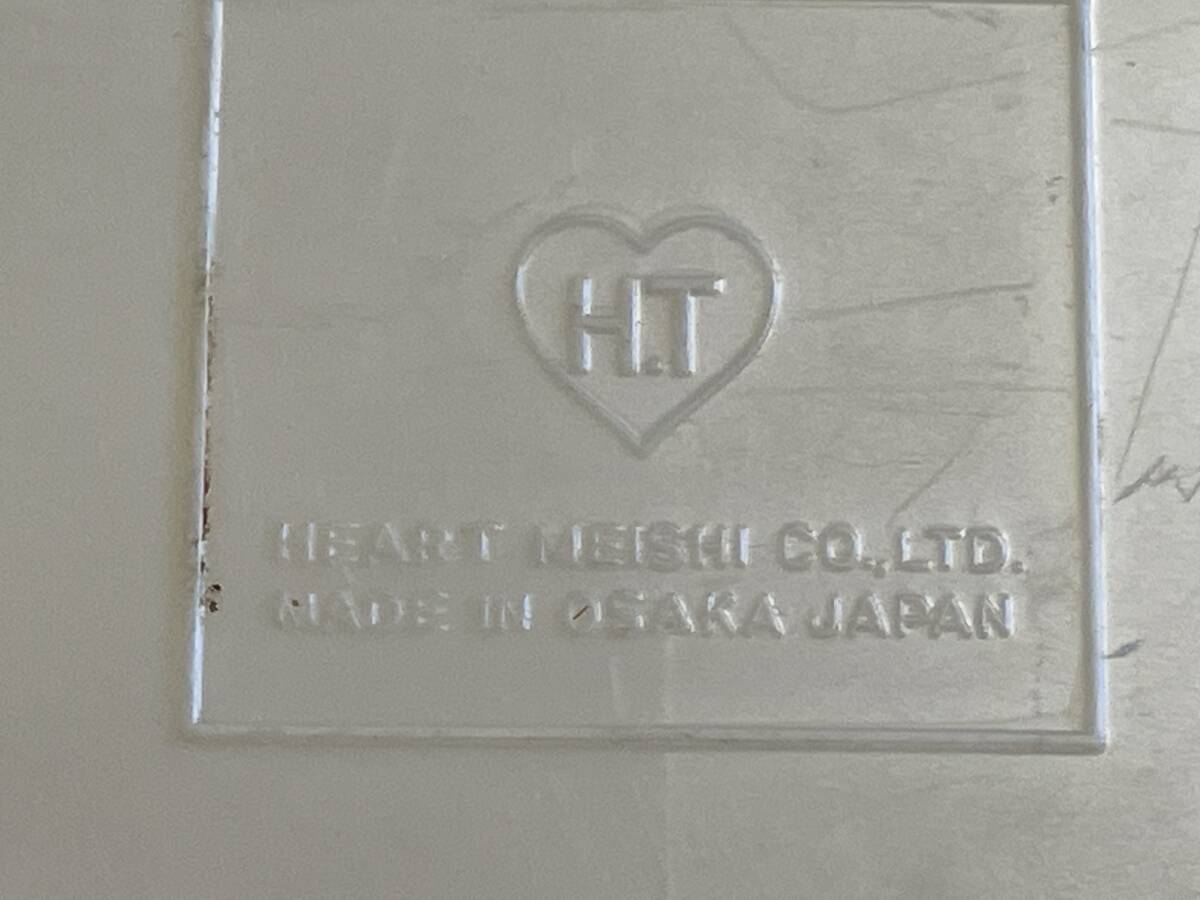 H.T
HEART MEISHI CO.,LTD.
MADE IN OSAKA JAPAN